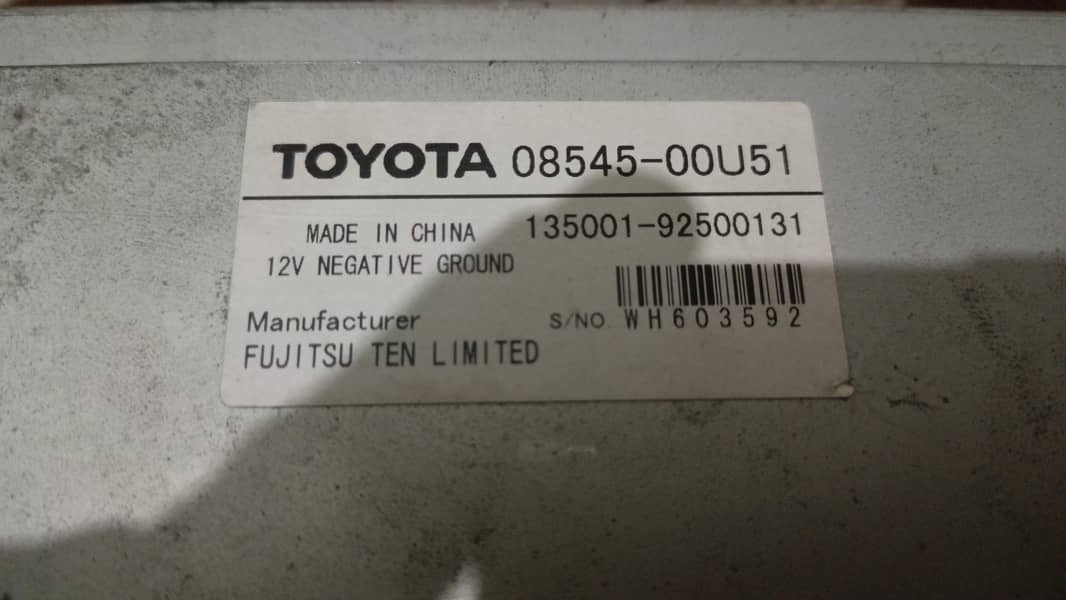 TOYOTA 08545-00U51
MADE IN CHINA 135001-92500131
12V NEGATIVE GROUND
Manufacturer S/NO. WH603592
FUJITSU TEN LIMITED